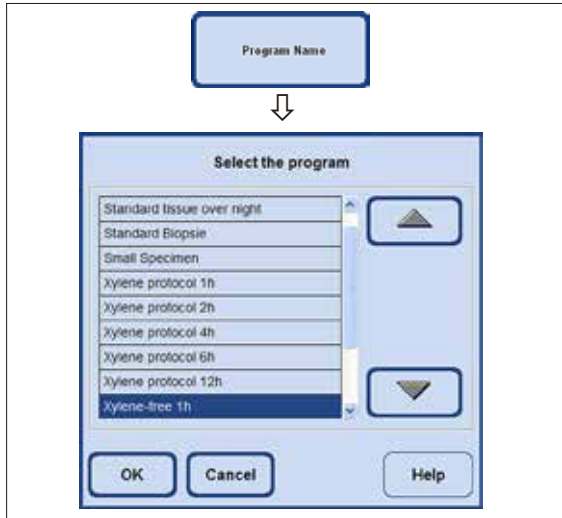 Program Name
Select the program
Standard tissue over night
Standard Biopsie
Small Specimen
Xylene protocol 1h
Xylene protocol 2h
Xylene protocol 4h
Xylene protocol 6h
Xylene protocol 12h
Xylene-free 1h
OK Cancel Help